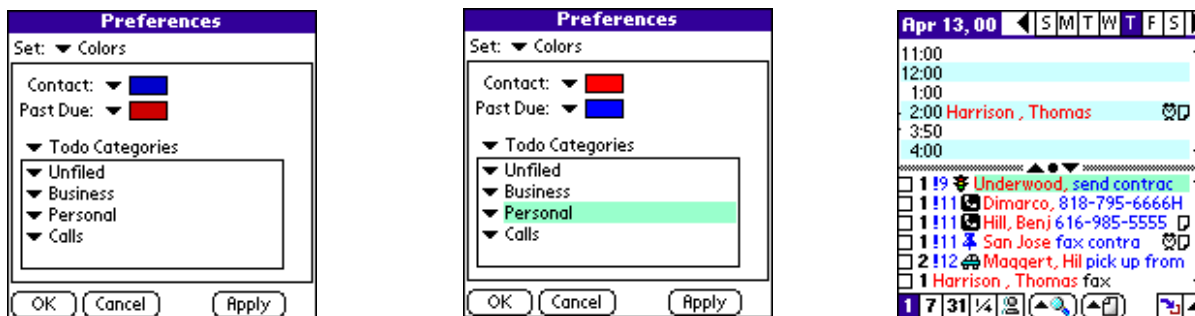 Preferences
Set: Colors
Contact:
Past Due:
Todo Categories
Unfiled
Business
Personal
Calls
OK Cancel Apply
Preferences
Set: Colors
Contact:
Past Due:
Todo Categories
Unfiled
Business
Personal
Calls
OK Cancel Apply
Apr 13, 00 S M T W T F S
11:00
12:00
1:00
2:00 Harrison , Thomas
3:50
4:00
1 !9 Underwood, send contrac
1 !11 Dimarco, 818-795-6666H
1 !11 Hill, Benj 616-985-5555
1 !11 San Jose fax contra
2 !12 Maggert, Hil pick up from
1 Harrison , Thomas fax
1 7 31 1/4